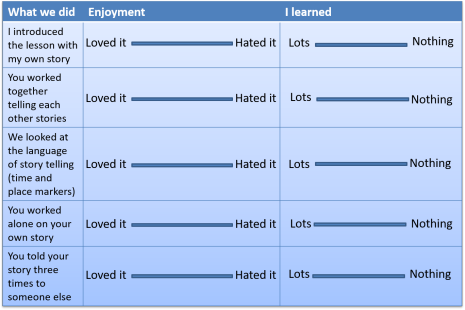 What we did Enjoyment I learned
I introduced
the lesson with
my own story
Loved it Hated it Lots Nothing
You worked
together
telling each
other stories
Loved it Hated it Lots Nothing
We looked at
the language
of story telling
(time and
place markers)
Loved it Hated it Lots Nothing
You worked
alone on your
own story
Loved it Hated it Lots Nothing
You told your
story three
times to
someone else
Loved it Hated it Lots Nothing